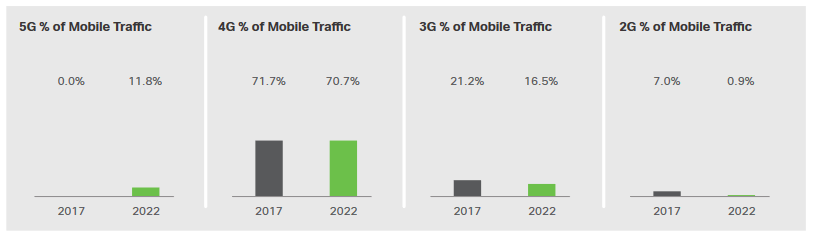 5G % of Mobile Traffic
0.0% 11.8%
2017 2022
4G % of Mobile Traffic
71.7% 70.7%
2017 2022
3G % of Mobile Traffic
21.2% 16.5%
2017 2022
2G % of Mobile Traffic
7.0% 0.9%
2017 2022